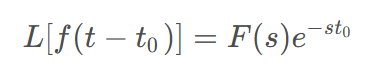 L[f(t − t₀)] = F(s)e^{−st₀}